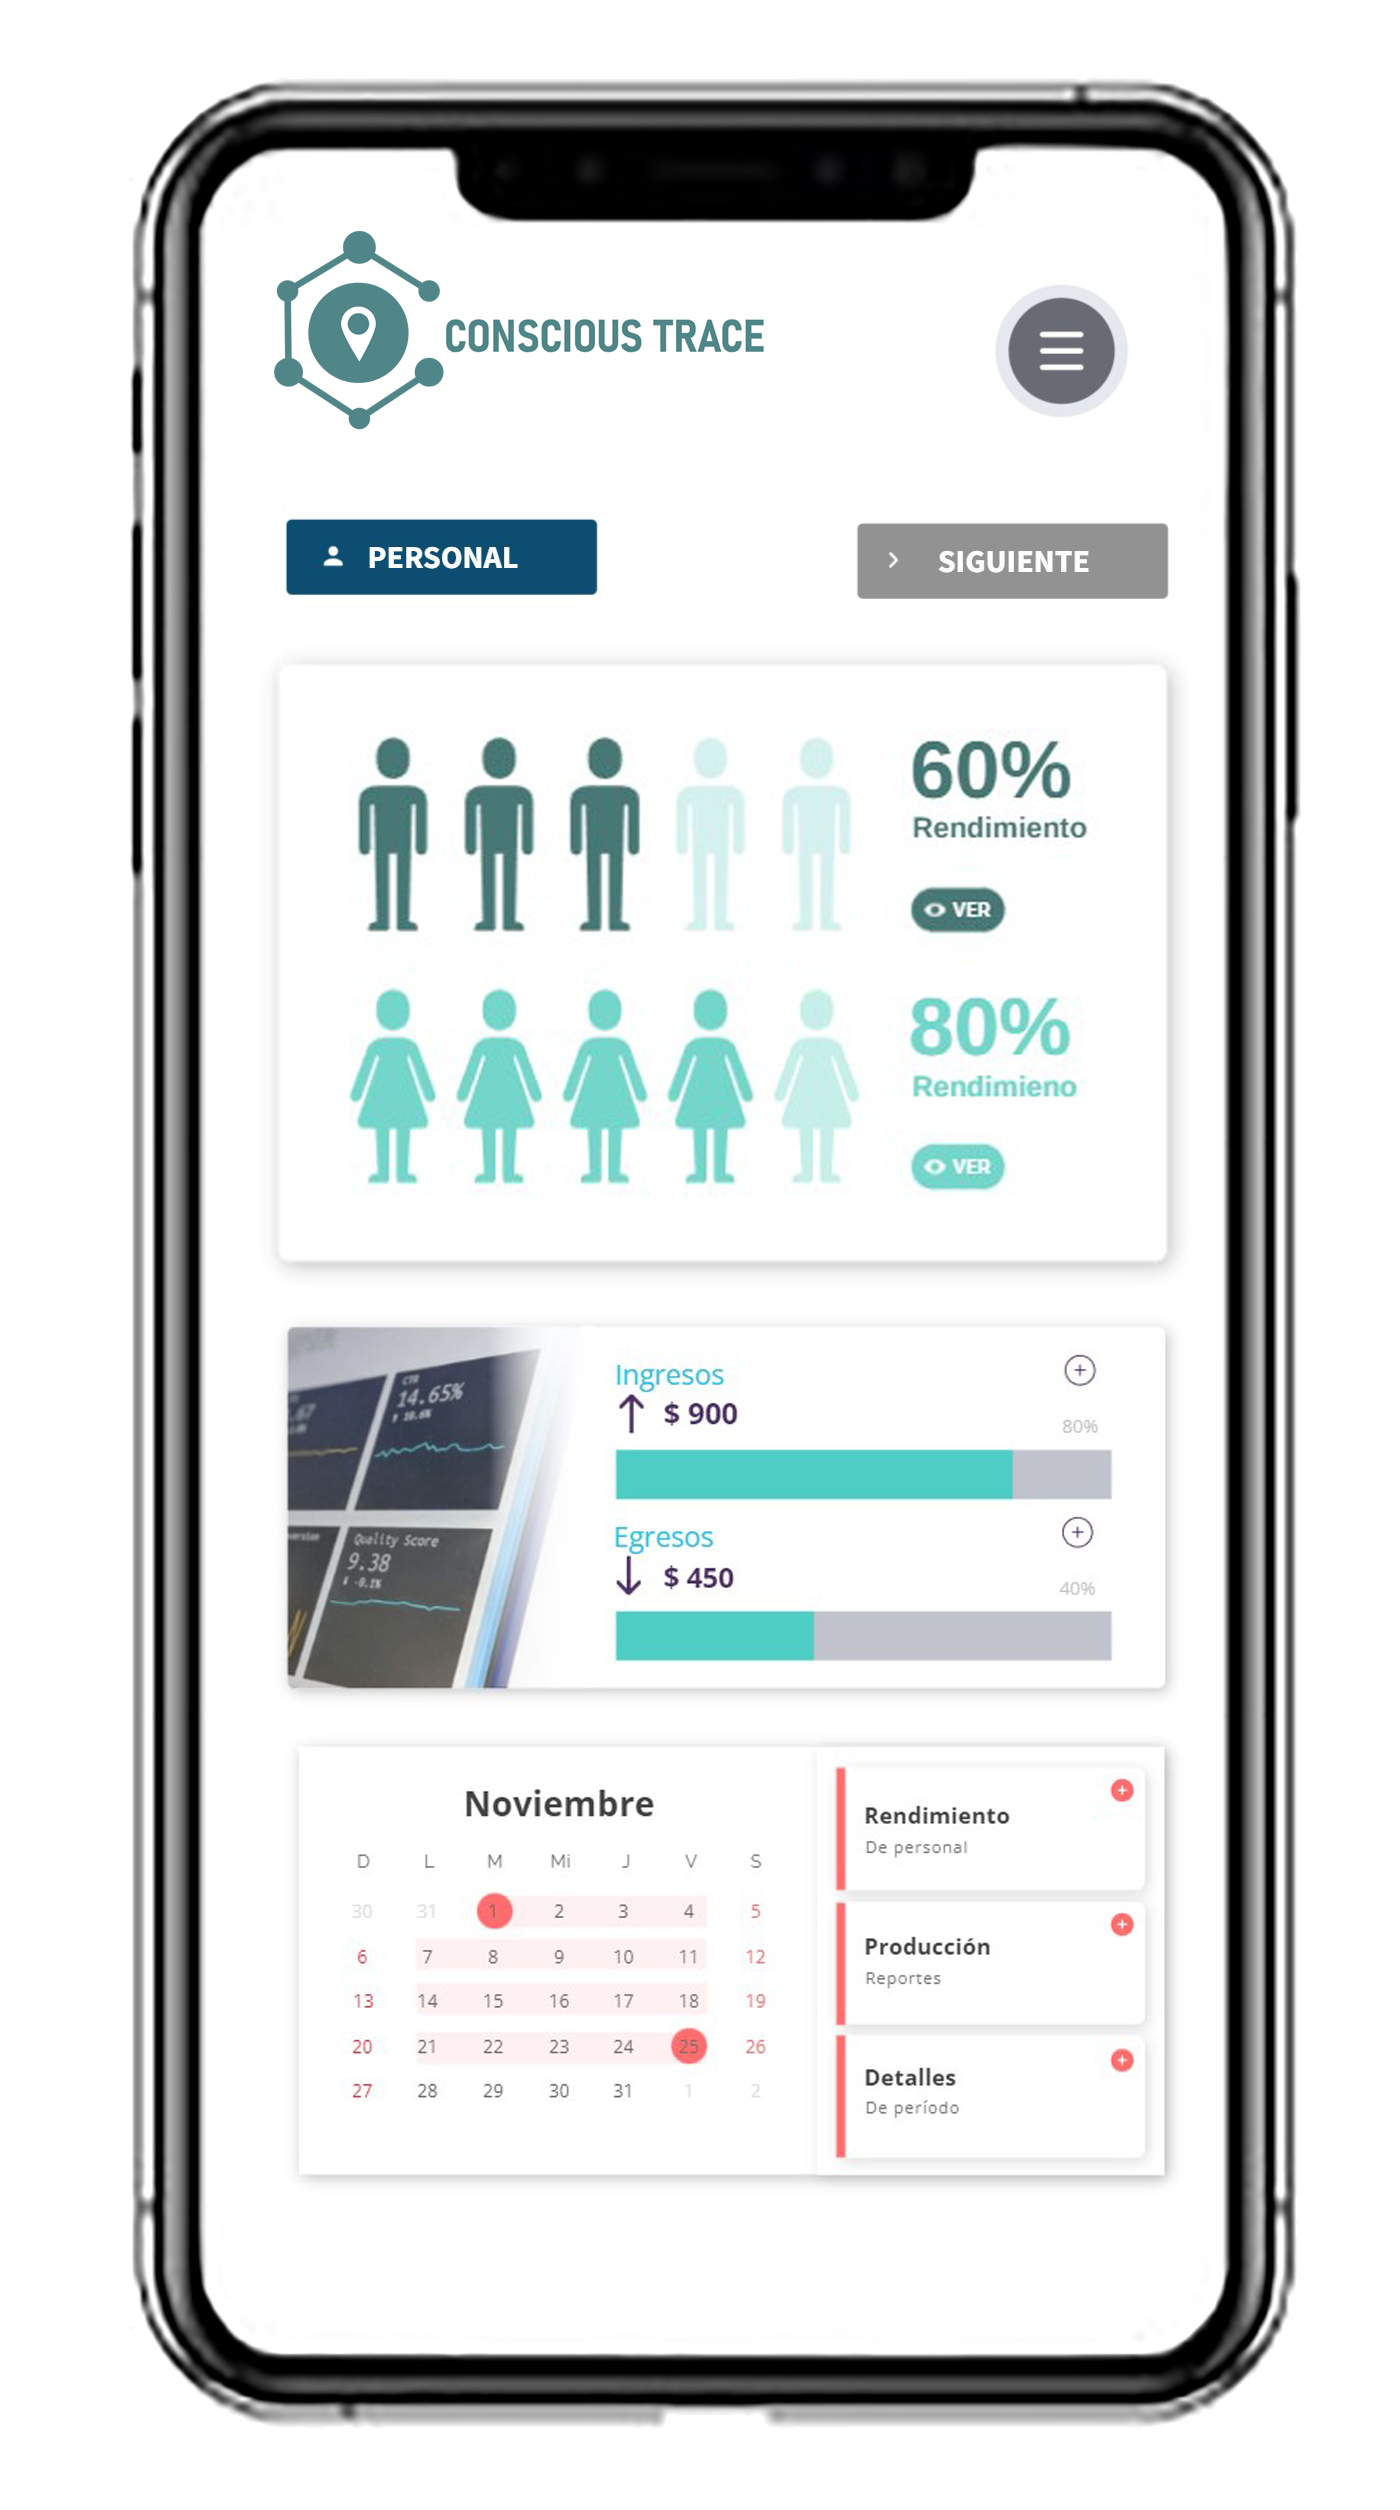 CONSCIOUS TRACE
PERSONAL
SIGUIENTE
60%
Rendimiento
VER
80%
Rendimieno
VER
CTR
14.65%
Quality Score
9.38
-0.1%
Ingresos
$ 900
80%
Egresos
$ 450
40%
Noviembre
D L M Mi J V S
30 31 1 2 3 4 5
6 7 8 9 10 11 12
13 14 15 16 17 18 19
20 21 22 23 24 25 26
27 28 29 30 31 1 2
Rendimiento
De personal
Producción
Reportes
Detalles
De período